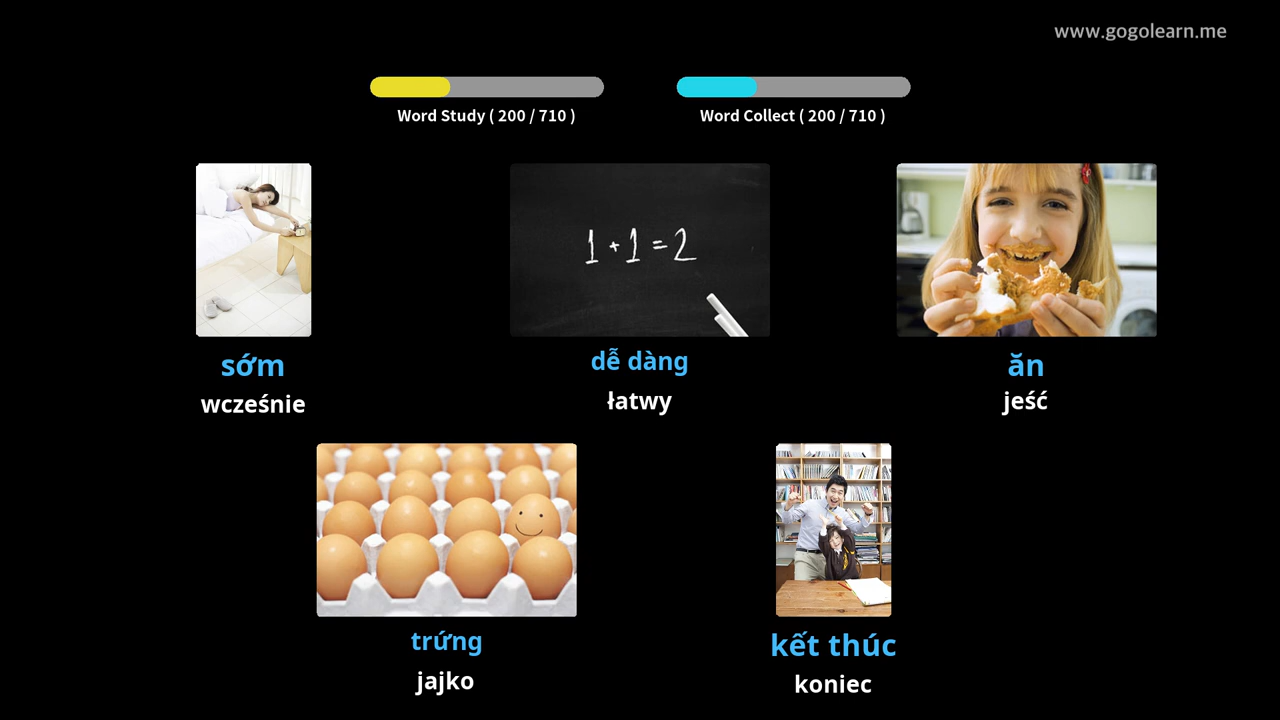 www.gogolearn.me
Word Study ( 200 / 710 )
Word Collect ( 200 / 710 )
1 + 1 = 2
sớm
wcześnie
dễ dàng
łatwy
ăn
jeść
trứng
jajko
kết thúc
koniec